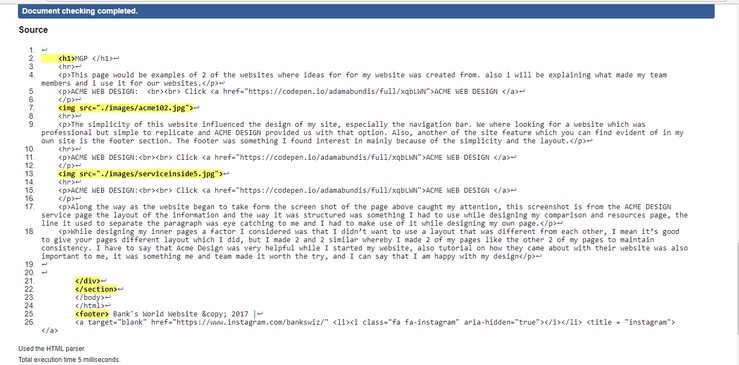 Document checking completed.
Source
1. ↩
2. <h1>MGP </h1>↩
3. <hr>↩
4. <p>This page would be examples of 2 of the websites where ideas for for my website was created from. also i will be explaining what made my team
members and i use it for our websites.</p>↩
5. <p>ACME WEB DESIGN:  <br><br> Click <a href="https://codepen.io/adamabundis/full/xqbLWN">ACME WEB DESIGN </a>↩
6. </p>↩
7. <img src="./images/acme102.jpg">↩
8. <hr>↩
9. <p>The simplicity of this website influenced the design of my site, especially the navigation bar. We where looking for a website which was
professional but simple to replicate and ACME DESIGN provided us with that option. Also, another of the site feature which you can find evident of in my
own site is the footer section. The footer was something I found interest in mainly because of the simplicity and the layout.</p>↩
10. <hr>↩
11. <p>ACME WEB DESIGN:<br><br> Click <a href="https://codepen.io/adamabundis/full/xqbLWN">ACME WEB DESIGN </a>↩
12. </p>↩
13. <img src="./images/serviceinside5.jpg">↩
14. <hr>↩
15. <p>ACME WEB DESIGN:<br><br> Click <a href="https://codepen.io/adamabundis/full/xqbLWN">ACME WEB DESIGN </a>↩
16. </p>↩
17. <p>Along the way as the website began to take form the screen shot of the page above caught my attention, this screenshot is from the ACME DESIGN
service page the layout of the information and the way it was structured was something I had to use while designing my comparison and resources page, the
line it used to separate the paragraph was eye catching to me and I had to make use of it while designing my own page.</p>↩
18. <p>While designing my inner pages a factor I considered was that I didn’t want to use a layout that was different from each other, I mean it’s good
to give your pages different layout which I did, but I made 2 and 2 similar whereby I made 2 of my pages like the other 2 of my pages to maintain
consistency. I have to say that Acme Design was very helpful while I started my website, also tutorial on how they came about with their website was also
important to me, it was something me and team made it worth the try, and I can say that I am happy with my design</p>↩
19. ↩
20. ↩
21. </div>↩
22. </section>↩
23. </body>↩
24. </html>↩
25. <footer> Bank's World Website &copy; 2017 |↩
26. <a target="blank" href="https://www.instagram.com/bankswiz/" <li><i class="fa fa-instagram" aria-hidden="true"></i></li> <title = "instagram">
</a>
Used the HTML parser.
Total execution time 5 milliseconds.